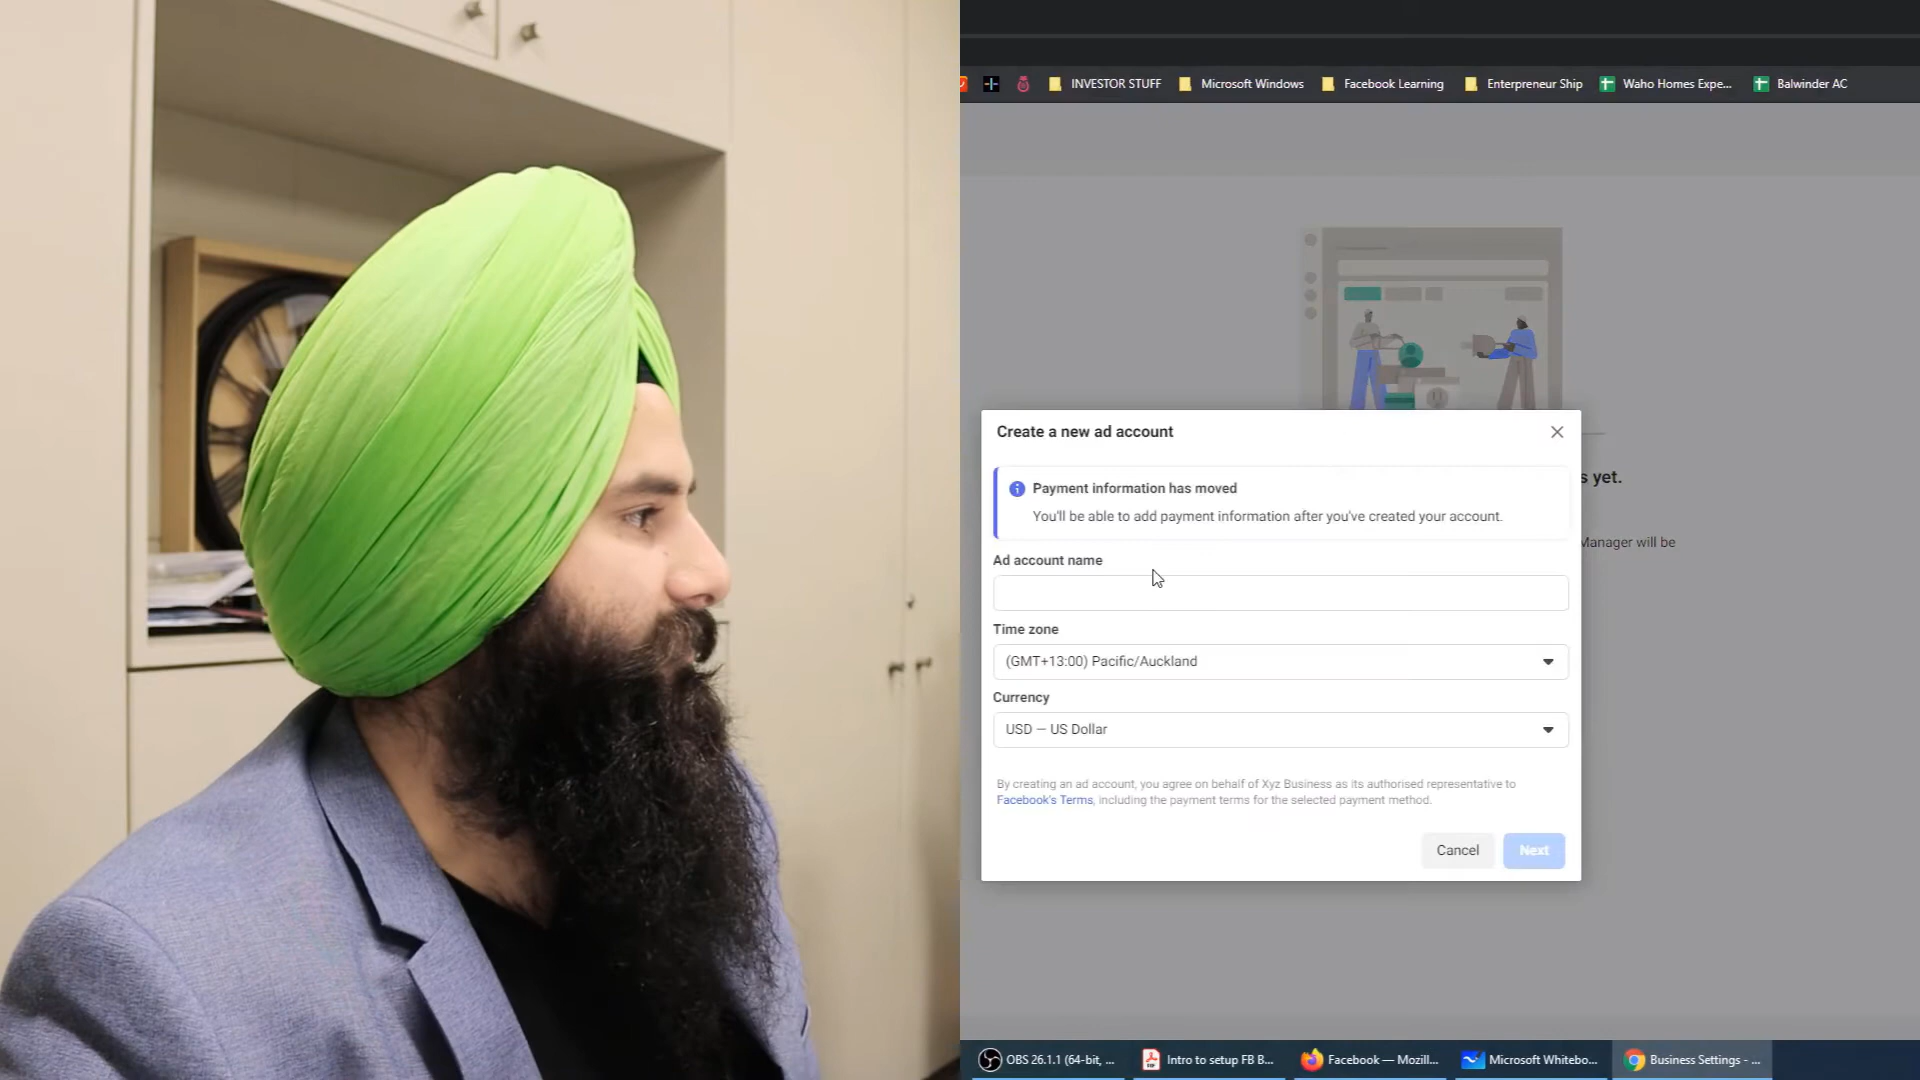 INVESTOR STUFF
Microsoft Windows
Facebook Learning
Enterpreneur Ship
Waho Homes Expe...
Balwinder AC
Create a new ad account
s yet.
Payment information has moved
You'll be able to add payment information after you've created your account.
Manager will be
Ad account name
Time zone
(GMT+13:00) Pacific/Auckland
Currency
USD — US Dollar
By creating an ad account, you agree on behalf of Xyz Business as its authorised representative to
Facebook's Terms, including the payment terms for the selected payment method.
Cancel
Next
OBS 26.1.1 (64-bit, ...
Intro to setup FB B...
Facebook — Mozill...
Microsoft Whitebo...
Business Settings - ...